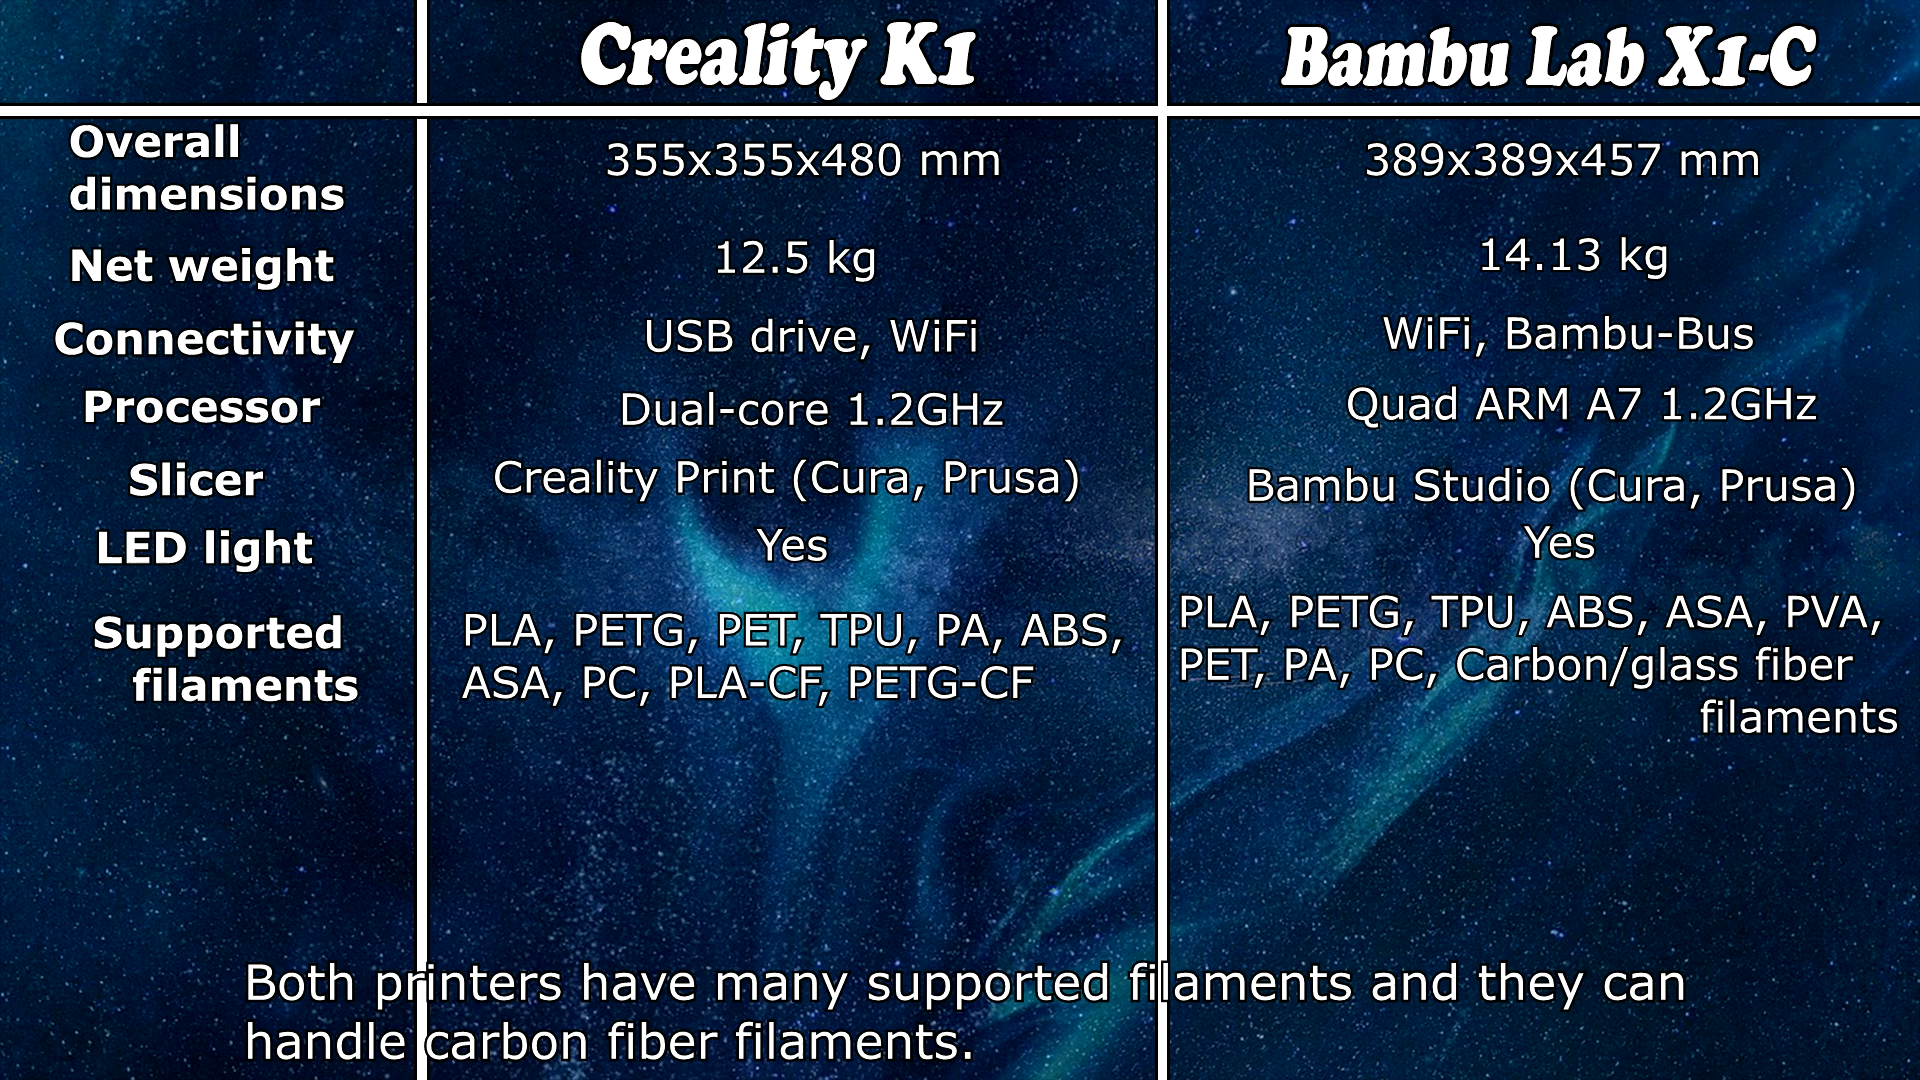 Creality K1
Bambu Lab X1-C
Overall
dimensions
355x355x480 mm
389x389x457 mm
Net weight
12.5 kg
14.13 kg
Connectivity
USB drive, WiFi
WiFi, Bambu-Bus
Processor
Dual-core 1.2GHz
Quad ARM A7 1.2GHz
Slicer
Creality Print (Cura, Prusa)
Bambu Studio (Cura, Prusa)
LED light
Yes
Yes
Supported
filaments
PLA, PETG, PET, TPU, PA, ABS,
ASA, PC, PLA-CF, PETG-CF
PLA, PETG, TPU, ABS, ASA, PVA,
PET, PA, PC, Carbon/glass fiber
filaments
Both printers have many supported filaments and they can
handle carbon fiber filaments.